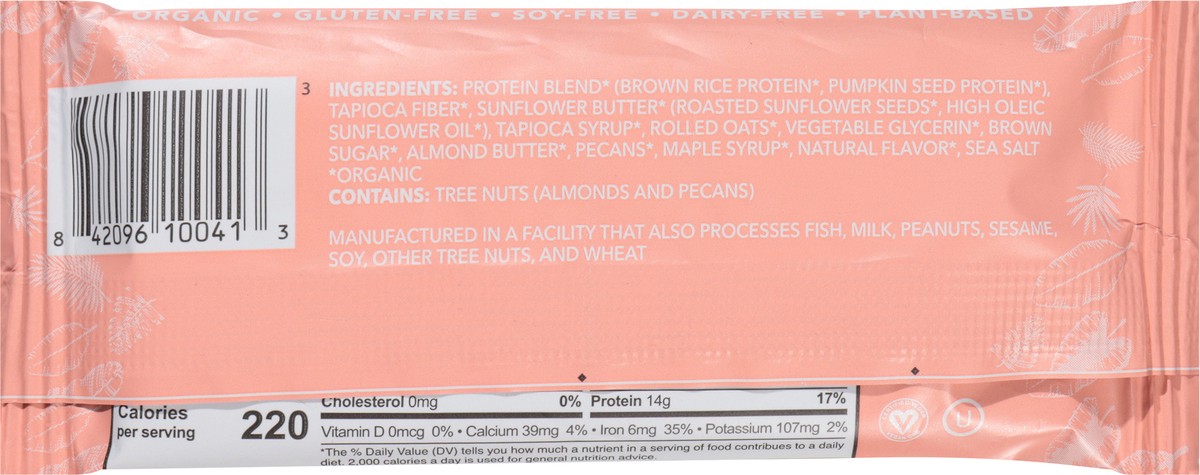 ORGANIC • GLUTEN-FREE • SOY-FREE • DAIRY-FREE • PLANT-BASED
3
INGREDIENTS: PROTEIN BLEND* (BROWN RICE PROTEIN*, PUMPKIN SEED PROTEIN*),
TAPIOCA FIBER*, SUNFLOWER BUTTER* (ROASTED SUNFLOWER SEEDS*, HIGH OLEIC
SUNFLOWER OIL*), TAPIOCA SYRUP*, ROLLED OATS*, VEGETABLE GLYCERIN*, BROWN
SUGAR*, ALMOND BUTTER*, PECANS*, MAPLE SYRUP*, NATURAL FLAVOR*, SEA SALT
*ORGANIC
CONTAINS: TREE NUTS (ALMONDS AND PECANS)
8 42096 10041 3
MANUFACTURED IN A FACILITY THAT ALSO PROCESSES FISH, MILK, PEANUTS, SESAME,
SOY, OTHER TREE NUTS, AND WHEAT
Calories
per serving
220
Cholesterol 0mg 0% Protein 14g 17%
Vitamin D 0mcg 0% • Calcium 39mg 4% • Iron 6mg 35% • Potassium 107mg 2%
*The % Daily Value (DV) tells you how much a nutrient in a serving of food contribues to a daily
diet. 2,000 calories a day is used for general nutrition advice.
U